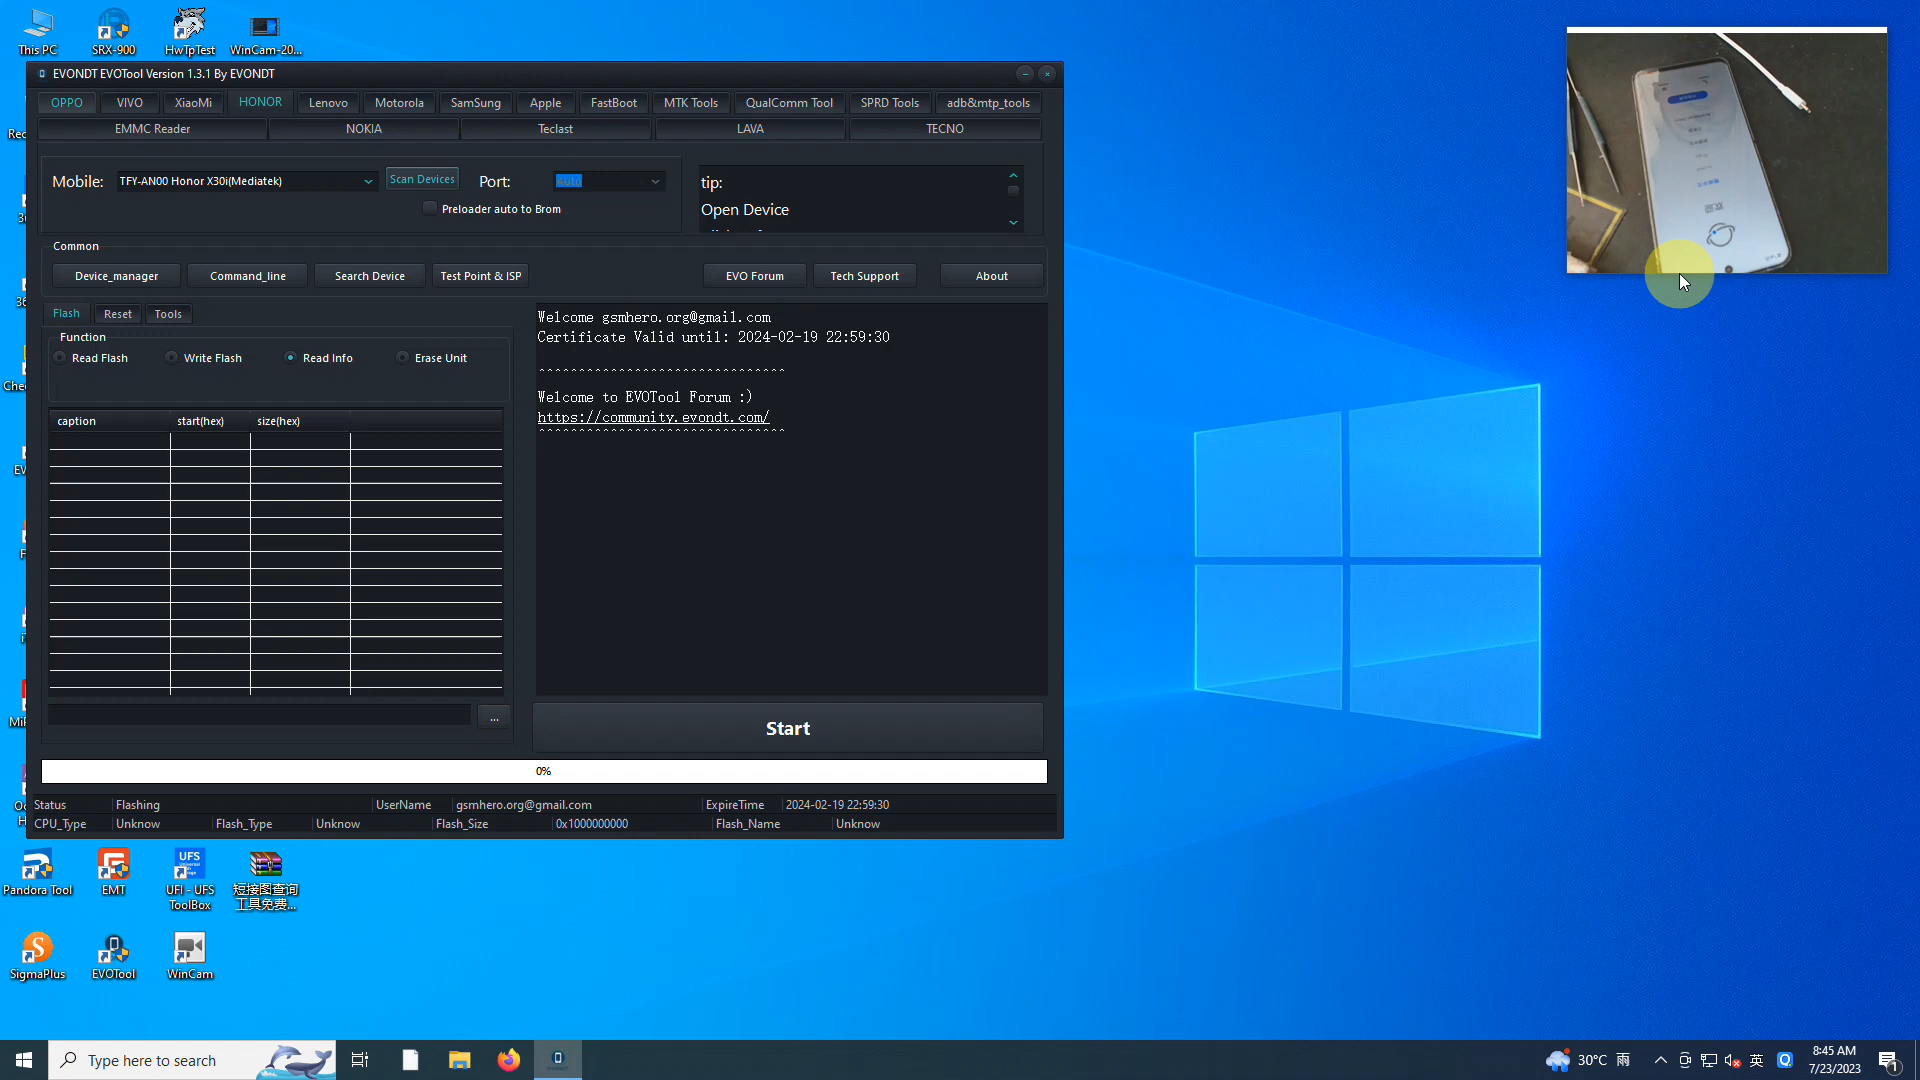 This PC
SRX-900
HwTpTest
WinCam-20...
EVONDT EVOTool Version 1.3.1 By EVONDT
OPPO
VIVO
XiaoMi
HONOR
Lenovo
Motorola
SamSung
Apple
FastBoot
MTK Tools
QualComm Tool
SPRD Tools
adb&mtp_tools
EMMC Reader
NOKIA
Teclast
LAVA
TECNO
Mobile:
TFY-AN00 Honor X30i(Mediatek)
Scan Devices
Port:
Auto
Preloader auto to Brom
tip:
Open Device
Common
Device_manager
Command_line
Search Device
Test Point & ISP
EVO Forum
Tech Support
About
Flash
Reset
Tools
Function
Read Flash
Write Flash
Read Info
Erase Unit
caption
start(hex)
size(hex)
...
Welcome gsmhero.org@gmail.com
Certificate Valid until: 2024-02-19 22:59:30
^^^^^^^^^^^^^^^^^^^^^^^^^^^^^^^
Welcome to EVOTool Forum :)
https://community.evondt.com/
^^^^^^^^^^^^^^^^^^^^^^^^^^^^^^^
Start
0%
Status
Flashing
UserName
gsmhero.org@gmail.com
ExpireTime
2024-02-19 22:59:30
CPU_Type
Unknow
Flash_Type
Unknow
Flash_Size
0x1000000000
Flash_Name
Unknow
Pandora Tool
EMT
UFS
UFI - UFS
ToolBox
短接图查询
工具免费...
SigmaPlus
EVOTool
WinCam
Type here to search
30°C 雨
英
8:45 AM
7/23/2023
1